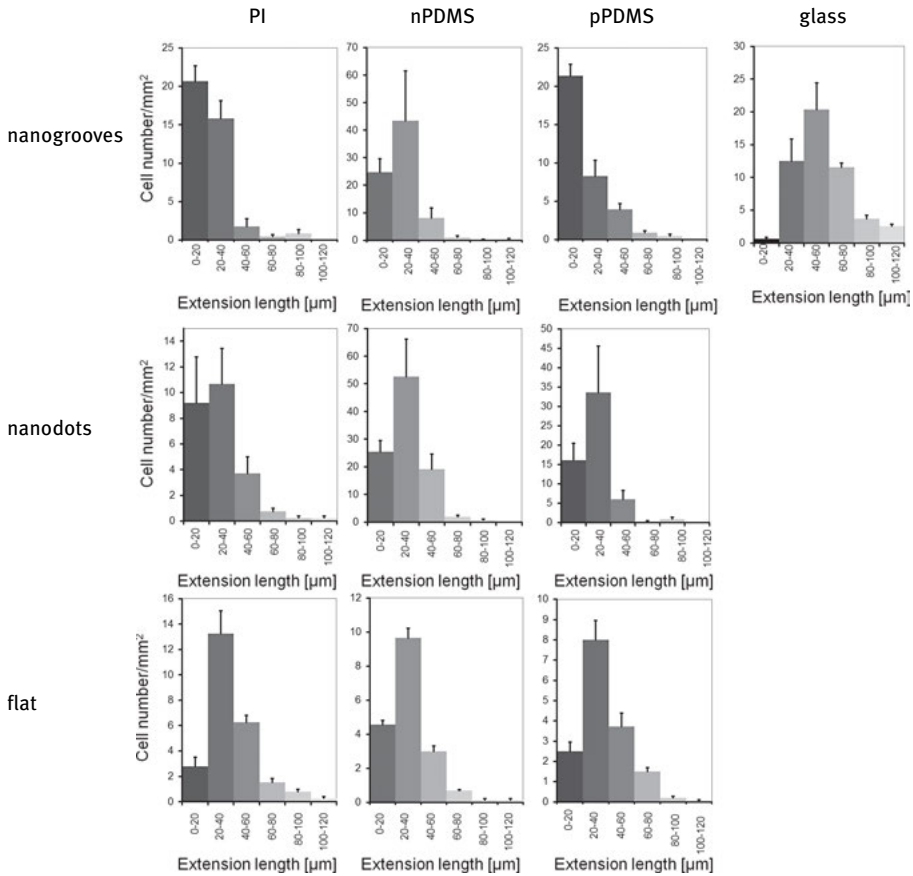 PI nPDMS pPDMS glass
nanogrooves
Cell number/mm²
25 20 15 10 5 0
0-20 20-40 40-60 60-80 80-100 100-120
Extension length [µm]
70 60 50 40 30 20 10 0
0-20 20-40 40-60 60-80 80-100 100-120
Extension length [µm]
25 20 15 10 5 0
0-20 20-40 40-60 60-80 80-100 100-120
Extension length [µm]
30 25 20 15 10 5 0
0-20 20-40 40-60 60-80 80-100 100-120
Extension length [µm]
nanodots
Cell number/mm²
14 12 10 8 6 4 2 0
0-20 20-40 40-60 60-80 80-100 100-120
Extension length [µm]
70 60 50 40 30 20 10 0
0-20 20-40 40-60 60-80 80-100 100-120
Extension length [µm]
50 45 40 35 30 25 20 15 10 5 0
0-20 20-40 40-60 60-80 80-100 100-120
Extension length [µm]
flat
Cell number/mm²
16 14 12 10 8 6 4 2 0
0-20 20-40 40-60 60-80 80-100 100-120
Extension length [µm]
12 10 8 6 4 2 0
0-20 20-40 40-60 60-80 80-100 100-120
Extension length [µm]
10 9 8 7 6 5 4 3 2 1 0
0-20 20-40 40-60 60-80 80-100 100-120
Extension length [µm]